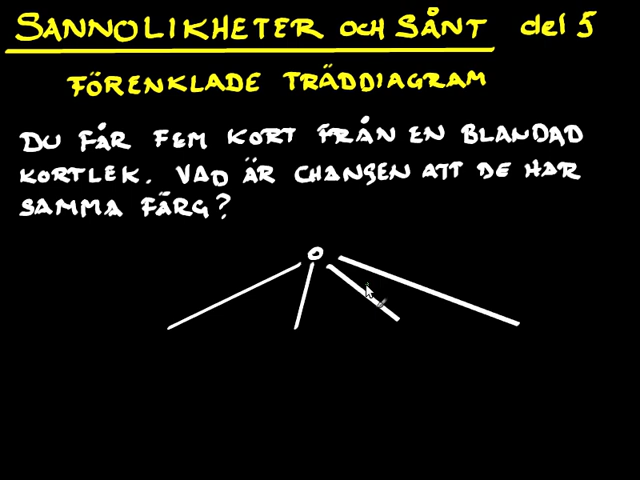 SANNOLIKHETER OCH SÅNT del 5
FÖRENKLADE TRÄDDIAGRAM
DU FÅR FEM KORT FRÅN EN BLANDAD
KORTLEK. VAD ÄR CHANSEN ATT DE HAR
SAMMA FÄRG?